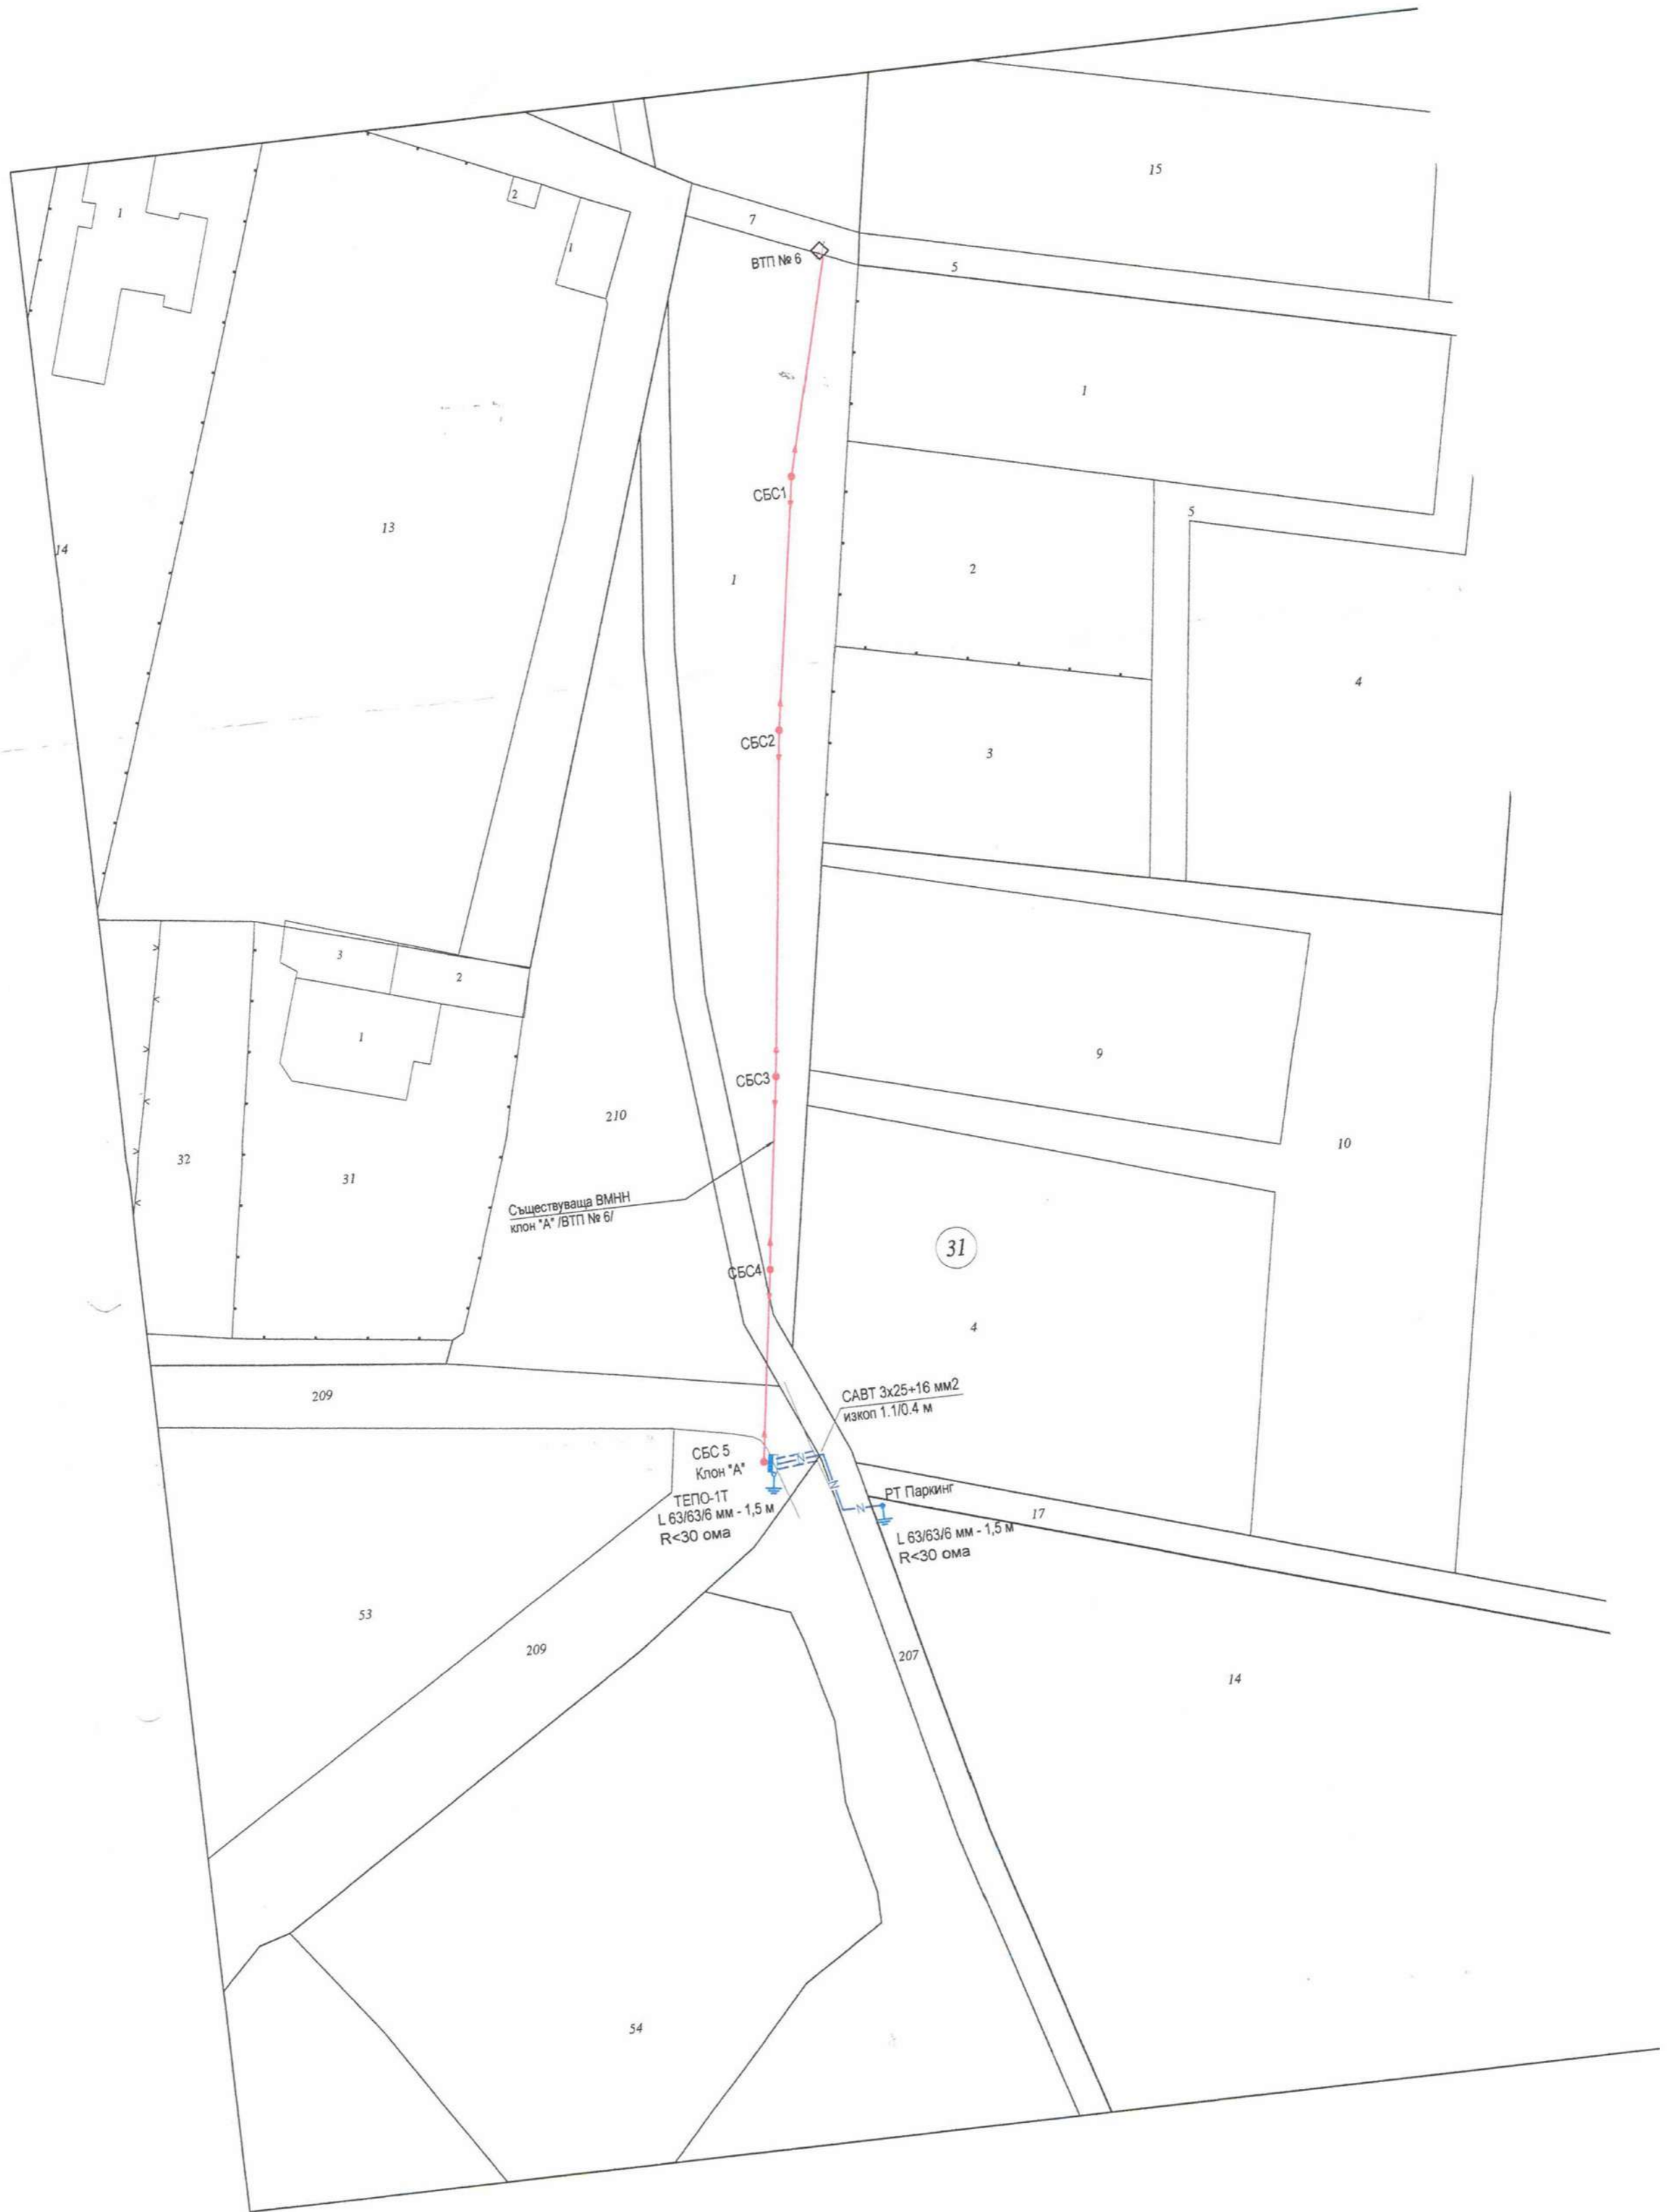 15
1
2
7
1
ВТП № 6
5
1
СБС1
5
13
14
1
2
4
СБС2
3
3
2
1
9
СБС3
210
10
32
31
Съществуваща ВМНН
клон "А" /ВТП № 6/
31
СБС4
4
209
САВТ 3х25+16 мм2
изкоп 1.1/0.4 м
СБС 5
Клон "А"
N
N
N
ТЕПО-1Т
L 63/63/6 мм - 1,5 м
R<30 ома
РТ Паркинг
17
L 63/63/6 мм - 1,5 м
R<30 ома
53
209
207
14
54